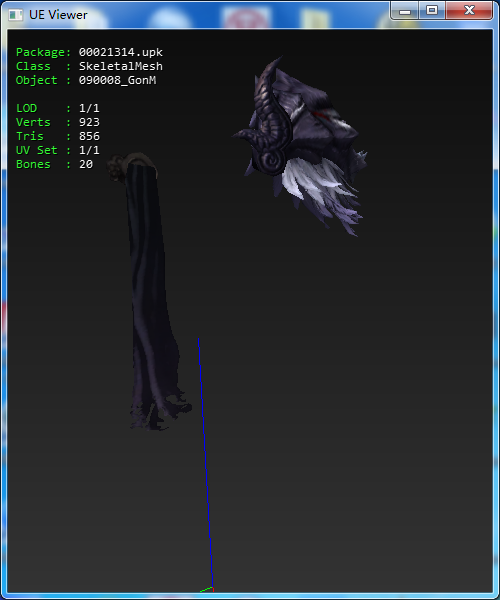 UE Viewer
Package: 00021314.upk
Class : SkeletalMesh
Object : 090008_GonM
LOD : 1/1
Verts : 923
Tris : 856
UV Set : 1/1
Bones : 20